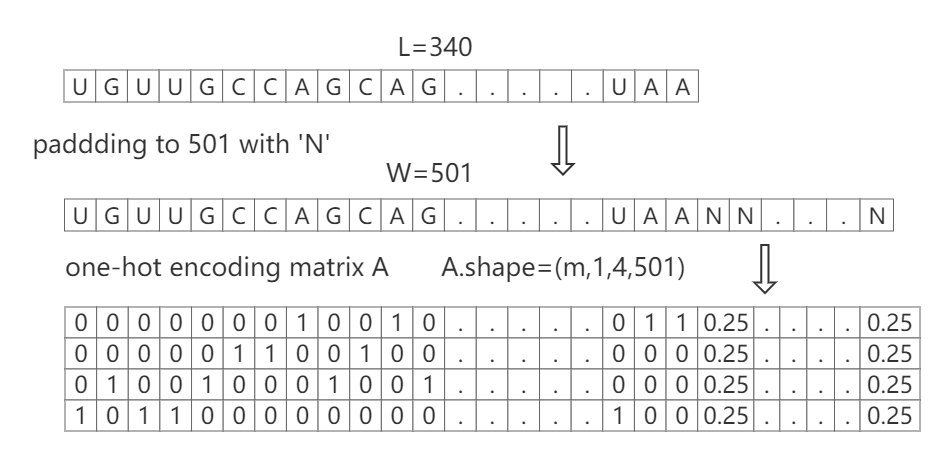 L=340
U G U U G C C A G C A G . . . . . U A A
paddding to 501 with 'N'
W=501
U G U U G C C A G C A G . . . . . U A A N N . . . N
one-hot encoding matrix A A.shape=(m,1,4,501)
0 0 0 0 0 0 0 1 0 0 1 0 . . . . . 0 1 1 0.25 . . . . 0.25
0 0 0 0 0 1 1 0 0 1 0 0 . . . . . 0 0 0 0.25 . . . . 0.25
0 1 0 0 1 0 0 0 1 0 0 1 . . . . . 0 0 0 0.25 . . . . 0.25
1 0 1 1 0 0 0 0 0 0 0 0 . . . . . 1 0 0 0.25 . . . . 0.25